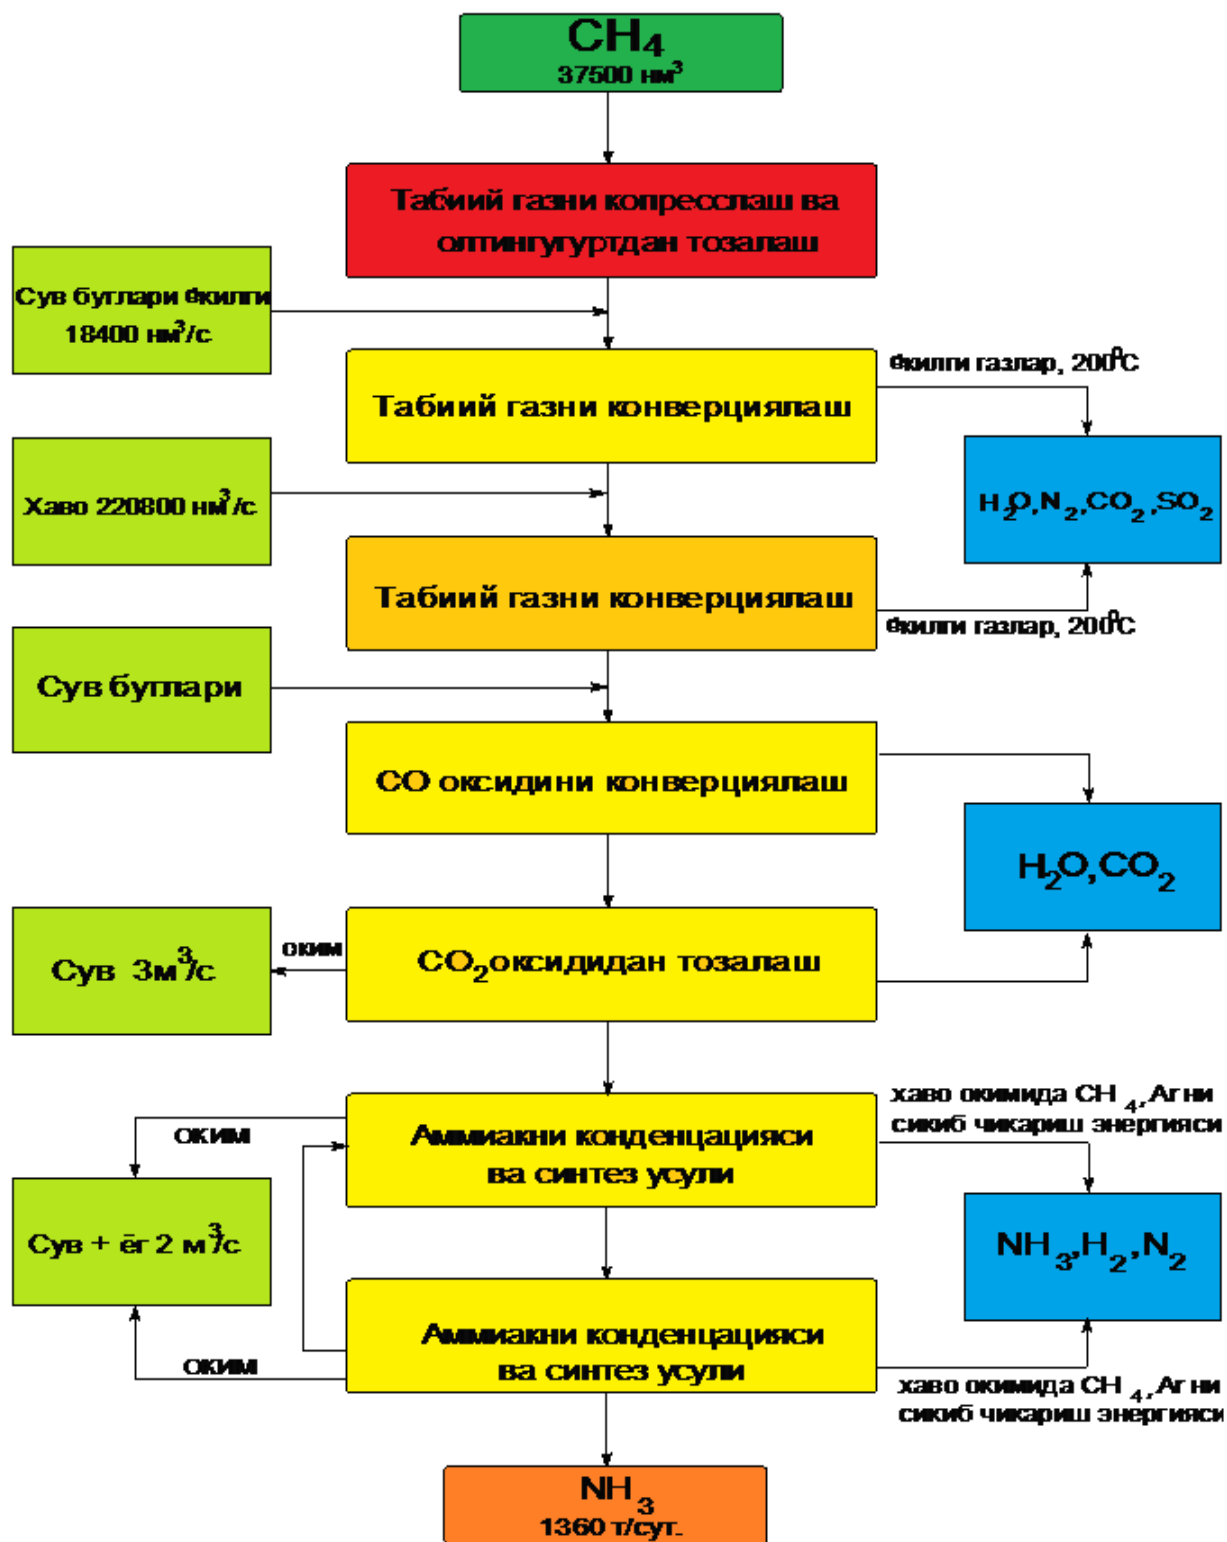 CH₄
37500 нм³
Табиий газни копресслаш ва
олтингугуртдан тозалаш
Сув буглари ёкилги
18400 нм³/с
ёкилги газлар, 200⁰С
Табиий газни конверциялаш
Хаво 220800 нм³/с
H₂O,N₂,CO₂,SO₂
Табиий газни конверциялаш
ёкилги газлар, 200⁰С
Сув буглари
СО оксидини конверциялаш
H₂O,CO₂
оким
Сув 3м³/с
CO₂оксидидан тозалаш
хаво окимида CH₄,Ar ни
сикиб чикариш энергияси
оким
Аммиакни конденцацияси
ва синтез усули
Сув + ёг 2 м³/с
NH₃,H₂,N₂
Аммиакни конденцацияси
ва синтез усули
оким
хаво окимида CH₄,Ar ни
сикиб чикариш энергияси
NH₃
1360 т/сут.